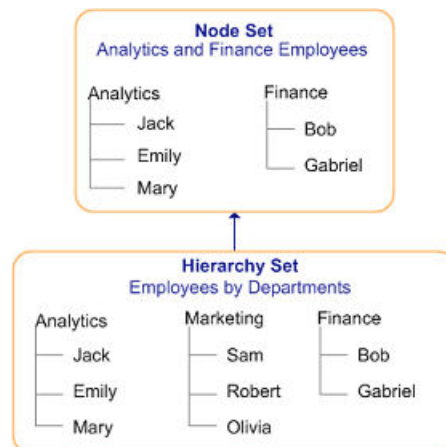 Node Set
Analytics and Finance Employees
Analytics
Jack
Emily
Mary
Finance
Bob
Gabriel
Hierarchy Set
Employees by Departments
Analytics
Jack
Emily
Mary
Marketing
Sam
Robert
Olivia
Finance
Bob
Gabriel